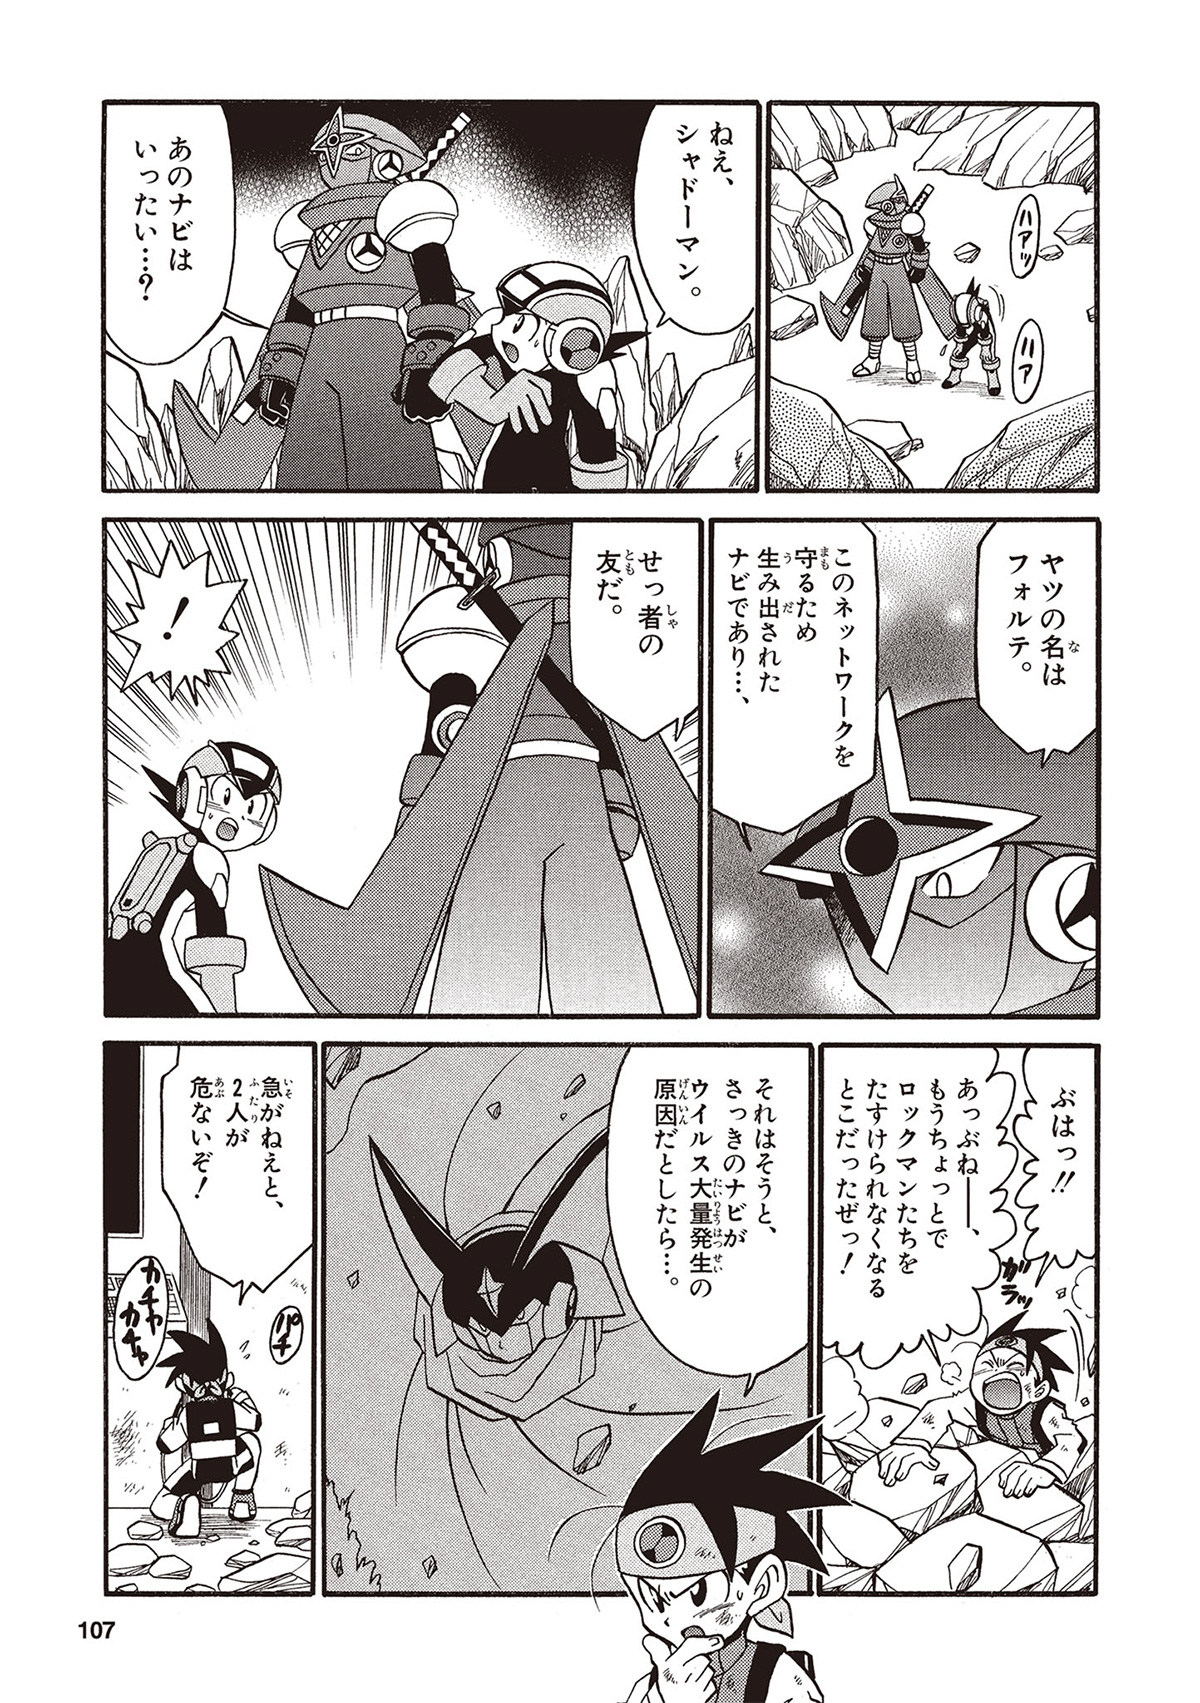 ハアッ
ハア
ねえ、
シャドーマン。
あのナビは
いったい…？
ヤツの名は
フォルテ。
このネットワークを
守るため
生み出された
ナビであり…、
せっ者の
友だ。
！
ぶはっ!!
あっぶねー、
もうちょっとで
ロックマンたちを
たすけられなくなる
とこだったぜっ！
ガラッ
それはそうと、
さっきのナビが
ウイルス大量発生の
原因だとしたら…。
急がねえと、
2人が
危ないぞ！
パチ
カチャ
カチャ
107